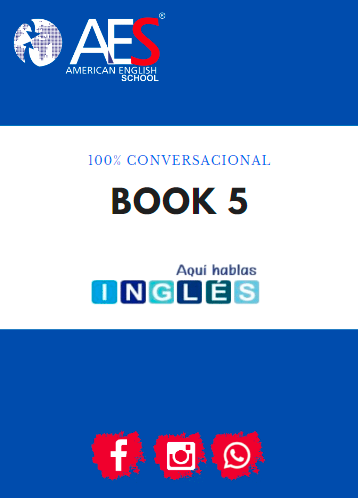 AES®
AMERICAN ENGLISH
SCHOOL
100% CONVERSACIONAL
BOOK 5
Aquí hablas
INGLÉS